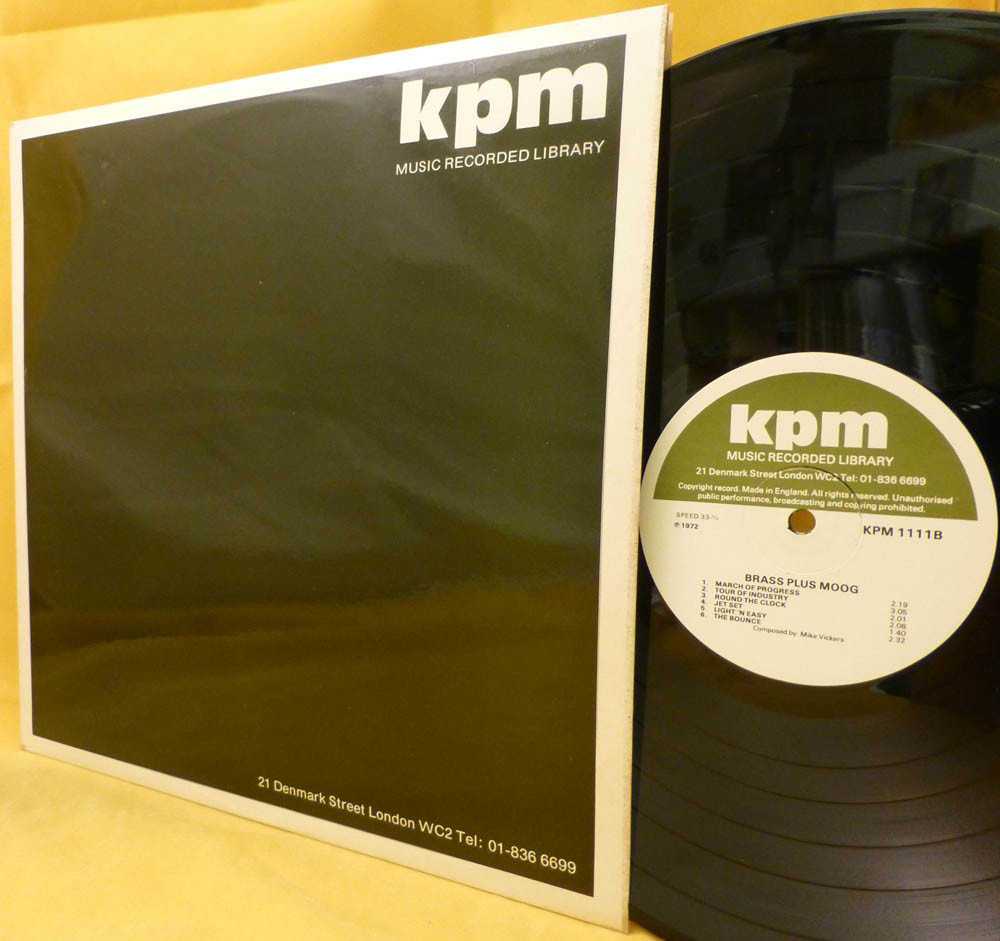 kpm
MUSIC RECORDED LIBRARY
21 Denmark Street London WC2 Tel: 01-836 6699
kpm
MUSIC RECORDED LIBRARY
21 Denmark Street London WC2 Tel: 01-836 6699
Copyright record. Made in England. All rights reserved. Unauthorised
public performance, broadcasting and copying prohibited.
SPEED 33-⅓
℗ 1972
KPM 1111B
BRASS PLUS MOOG
1. MARCH OF PROGRESS 2.19
2. TOUR OF INDUSTRY 3.05
3. ROUND THE CLOCK 2.01
4. JET SET 2.08
5. LIGHT 'N EASY 1.40
6. THE BOUNCE 2.32
Composed by Mike Vickers